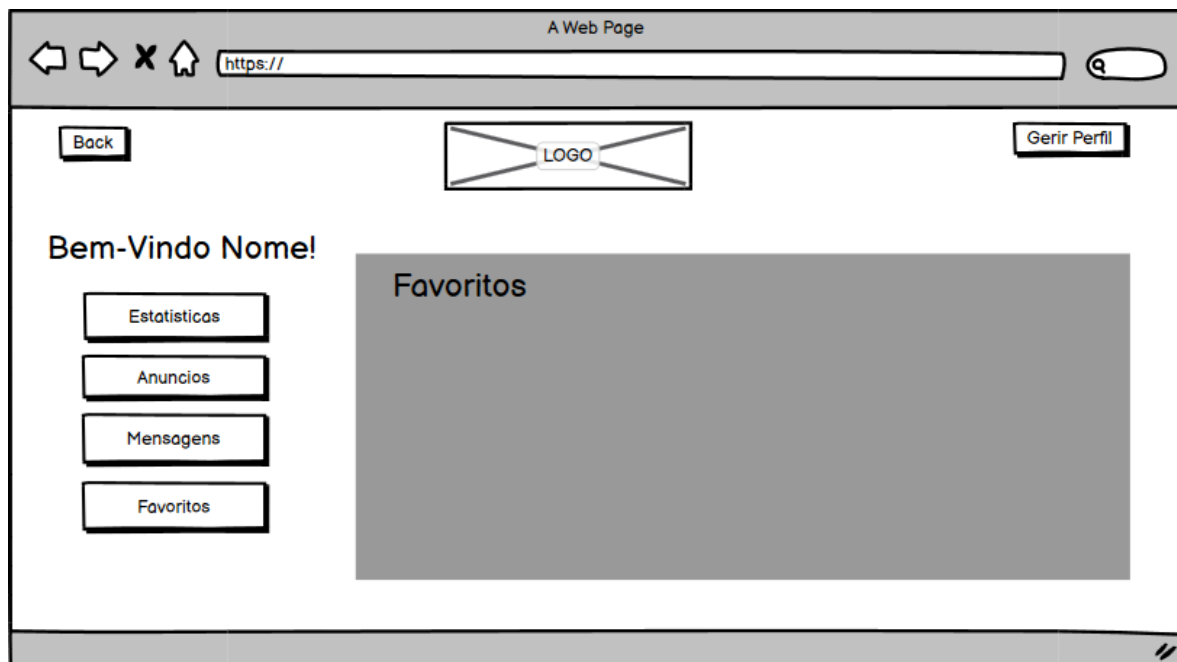 A Web Page
https://
Back
LOGO
Gerir Perfil
Bem-Vindo Nome!
Favoritos
Estatisticas
Anuncios
Mensagens
Favoritos